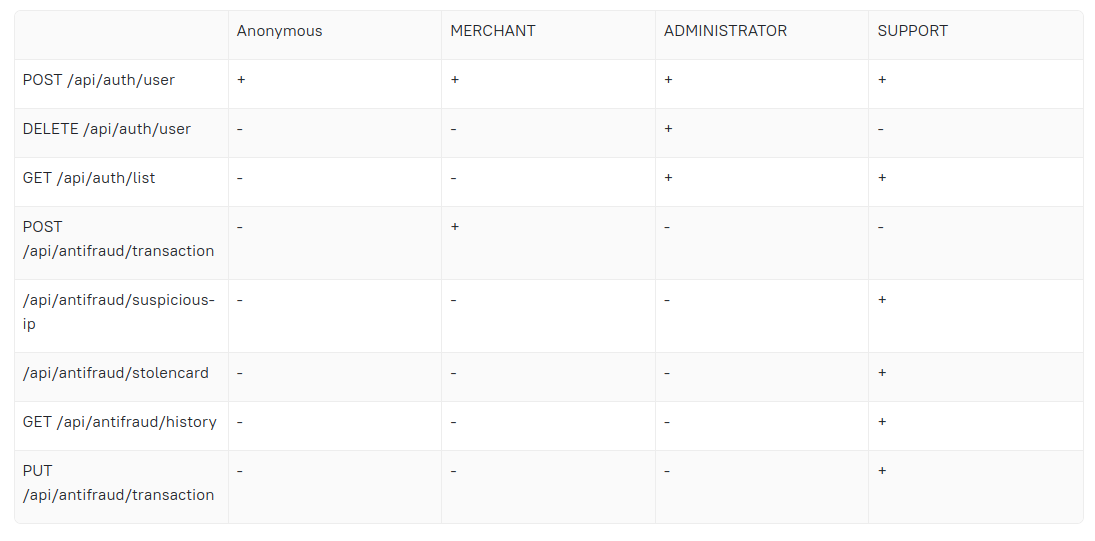 Anonymous MERCHANT ADMINISTRATOR SUPPORT
POST /api/auth/user + + + +
DELETE /api/auth/user - - + -
GET /api/auth/list - - + +
POST
/api/antifraud/transaction - + - -
/api/antifraud/suspicious-
ip - - - +
/api/antifraud/stolencard - - - +
GET /api/antifraud/history - - - +
PUT
/api/antifraud/transaction - - - +